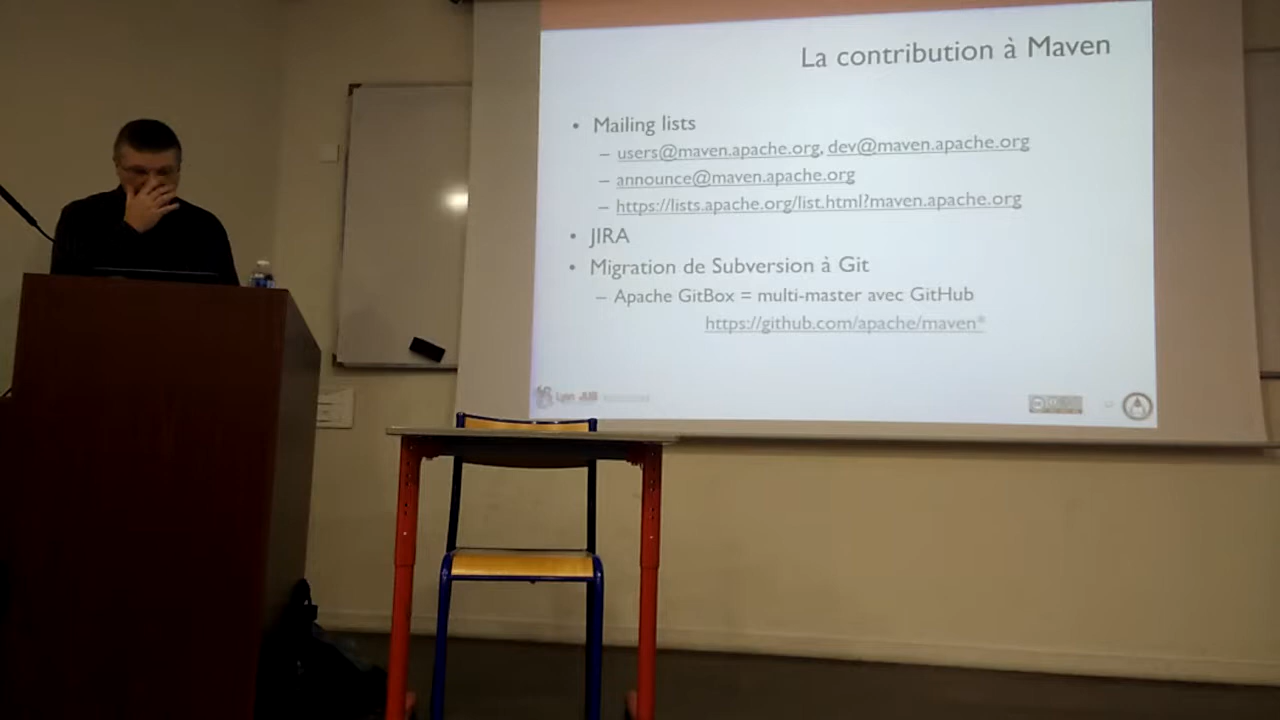 La contribution à Maven
• Mailing lists
– users@maven.apache.org, dev@maven.apache.org
– announce@maven.apache.org
– https://lists.apache.org/list.html?maven.apache.org
• JIRA
• Migration de Subversion à Git
– Apache GitBox = multi-master avec GitHub
https://github.com/apache/maven*
Lyon JUG